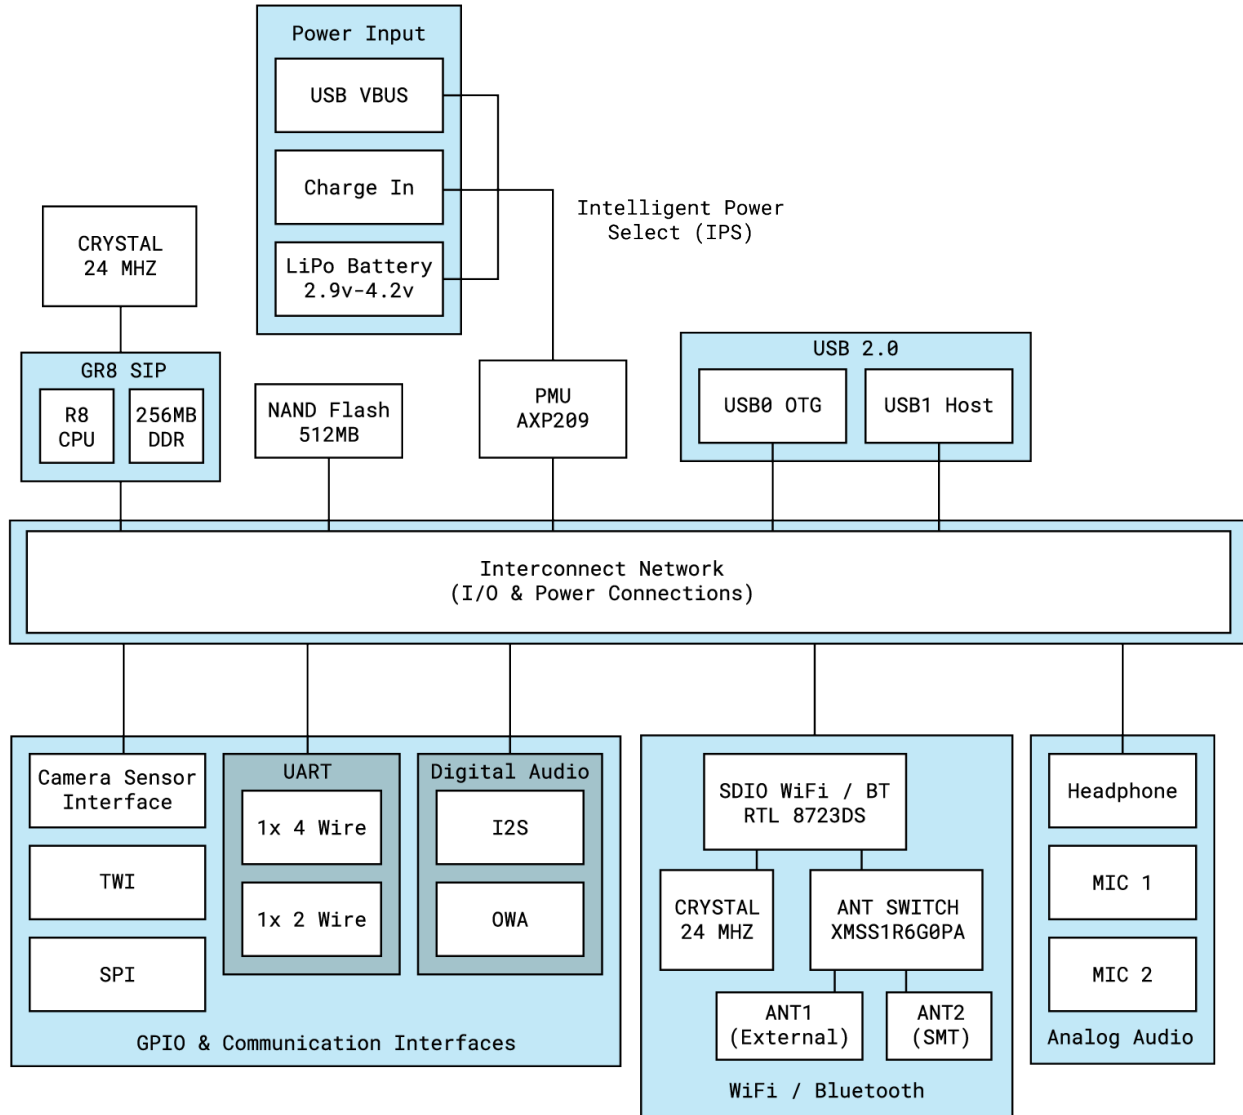 Power Input
USB VBUS
Charge In
LiPo Battery
2.9v-4.2v
Intelligent Power
Select (IPS)
CRYSTAL
24 MHZ
GR8 SIP
R8
CPU
256MB
DDR
NAND Flash
512MB
PMU
AXP209
USB 2.0
USB0 OTG
USB1 Host
Interconnect Network
(I/O & Power Connections)
Camera Sensor
Interface
TWI
SPI
UART
1x 4 Wire
1x 2 Wire
Digital Audio
I2S
OWA
GPIO & Communication Interfaces
SDIO WiFi / BT
RTL 8723DS
CRYSTAL
24 MHZ
ANT SWITCH
XMSS1R6G0PA
ANT1
(External)
ANT2
(SMT)
WiFi / Bluetooth
Headphone
MIC 1
MIC 2
Analog Audio